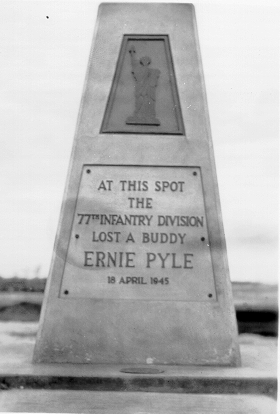 AT THIS SPOT
THE
77TH INFANTRY DIVISION
LOST A BUDDY
ERNIE PYLE
18 APRIL 1945